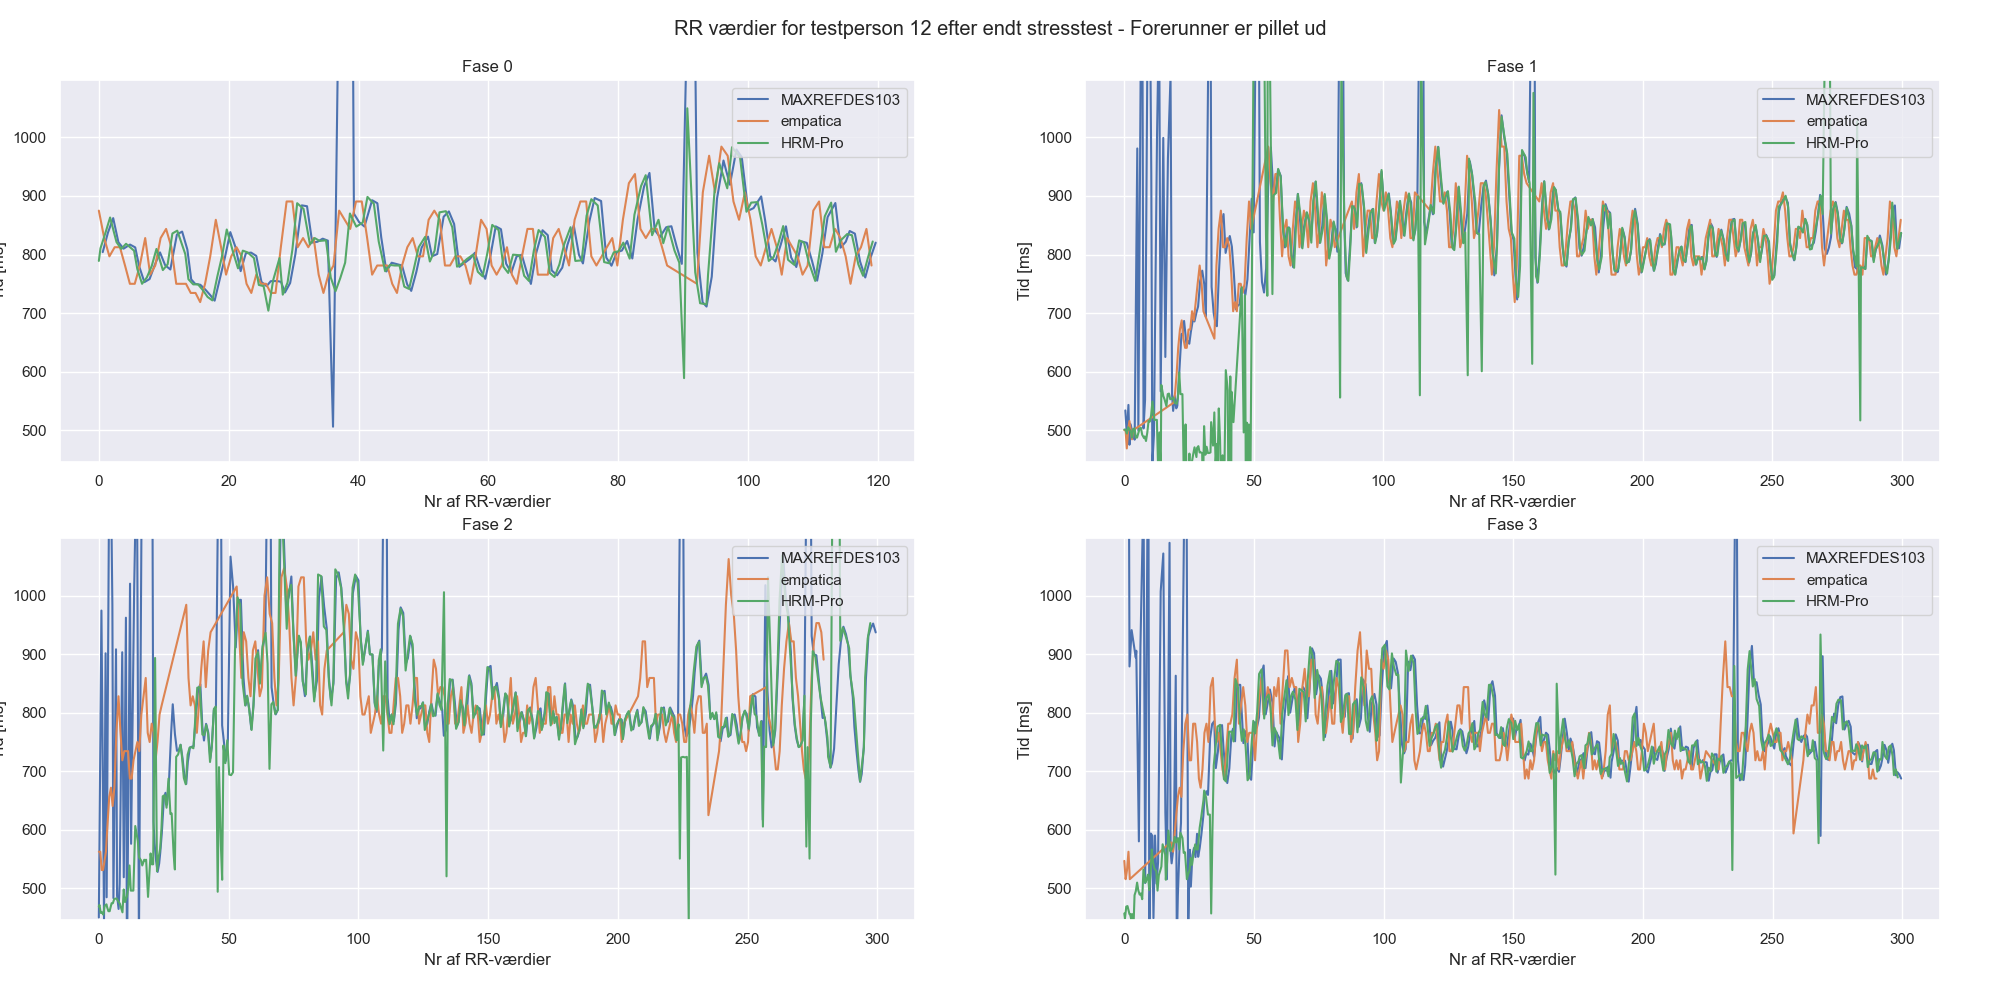 RR værdier for testperson 12 efter endt stresstest - Forerunner er pillet ud
Fase 0
MAXREFDES103
empatica
HRM-Pro
1000
900
800
700
600
500
0 20 40 60 80 100 120
Nr af RR-værdier
Fase 1
MAXREFDES103
empatica
HRM-Pro
Tid [ms]
1000
900
800
700
600
500
0 50 100 150 200 250 300
Nr af RR-værdier
Fase 2
MAXREFDES103
empatica
HRM-Pro
1000
900
800
700
600
500
0 50 100 150 200 250 300
Nr af RR-værdier
Fase 3
MAXREFDES103
empatica
HRM-Pro
Tid [ms]
1000
900
800
700
600
500
0 50 100 150 200 250 300
Nr af RR-værdier